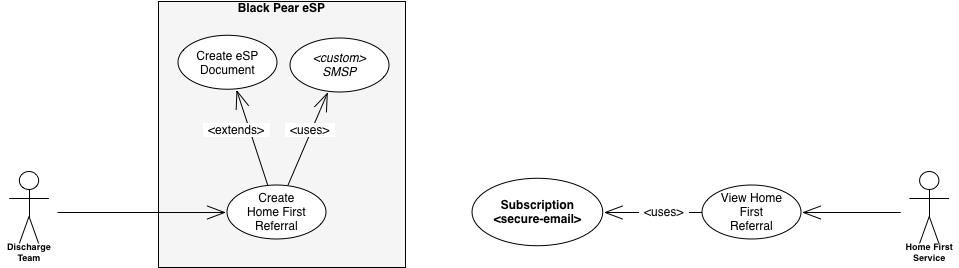 Black Pear eSP
Create eSP
Document
<custom>
SMSP
<extends>
<uses>
Create
Home First
Referral
Discharge
Team
Subscription
<secure-email>
<uses>
View Home
First
Referral
Home First
Service